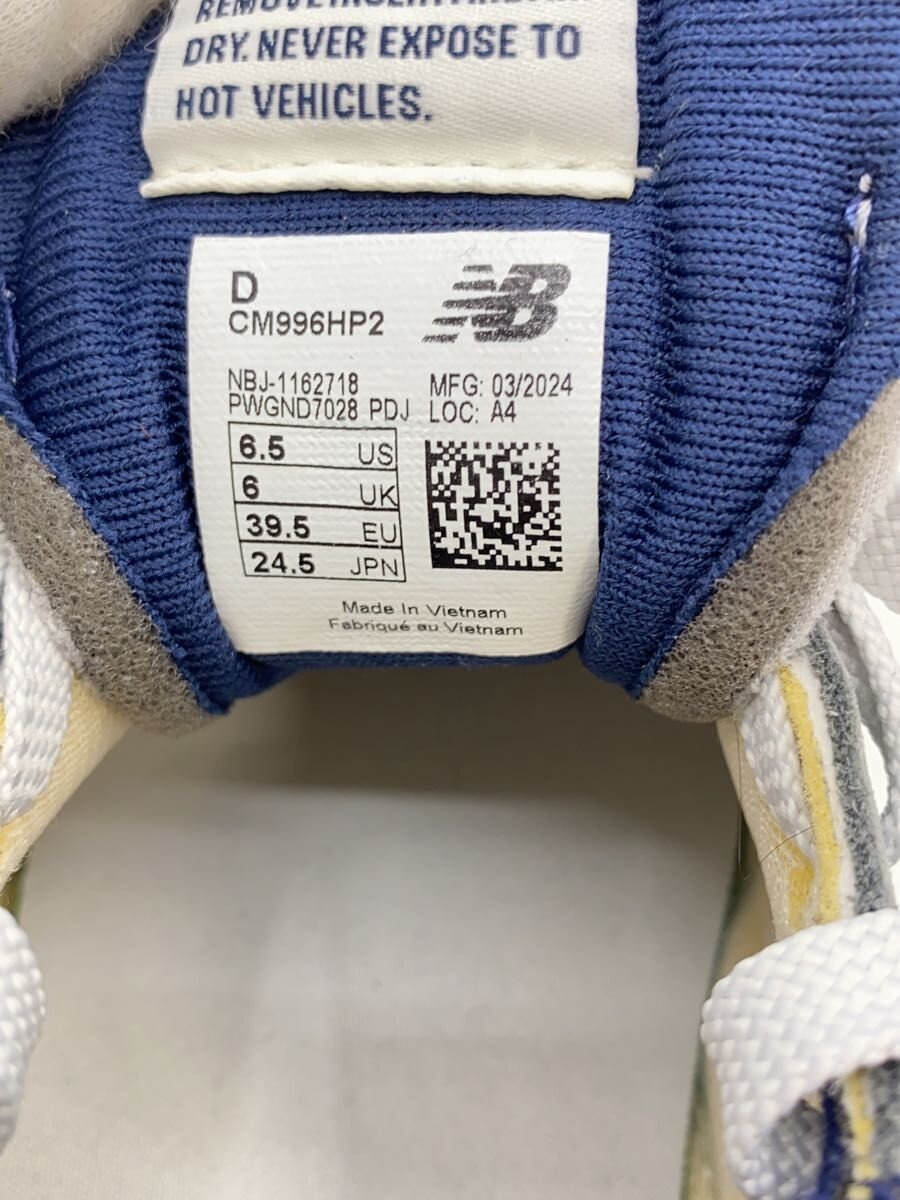 DRY. NEVER EXPOSE TO
HOT VEHICLES.
D
CM996HP2
NB
NBJ-1162718
PWGND7028 PDJ
MFG: 03/2024
LOC: A4
6.5 US
6 UK
39.5 EU
24.5 JPN
Made In Vietnam
Fabriqué au Vietnam